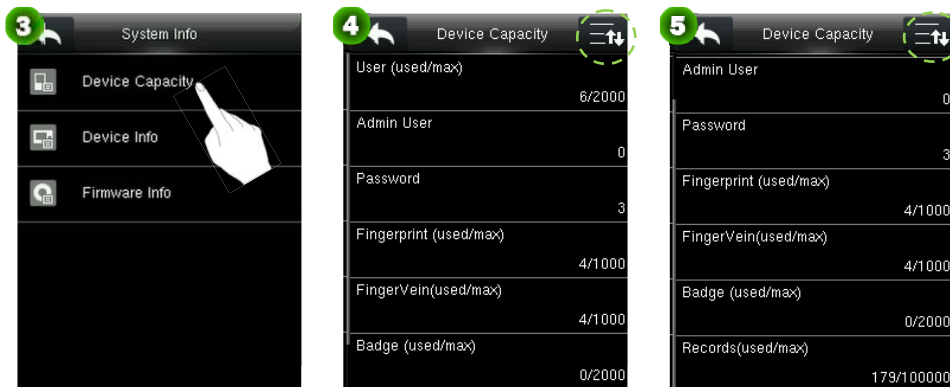 3
System Info
Device Capacity
Device Info
Firmware Info
4
Device Capacity
User (used/max)
6/2000
Admin User
0
Password
3
Fingerprint (used/max)
4/1000
FingerVein(used/max)
4/1000
Badge (used/max)
0/2000
5
Device Capacity
Admin User
0
Password
3
Fingerprint (used/max)
4/1000
FingerVein(used/max)
4/1000
Badge (used/max)
0/2000
Records(used/max)
179/100000